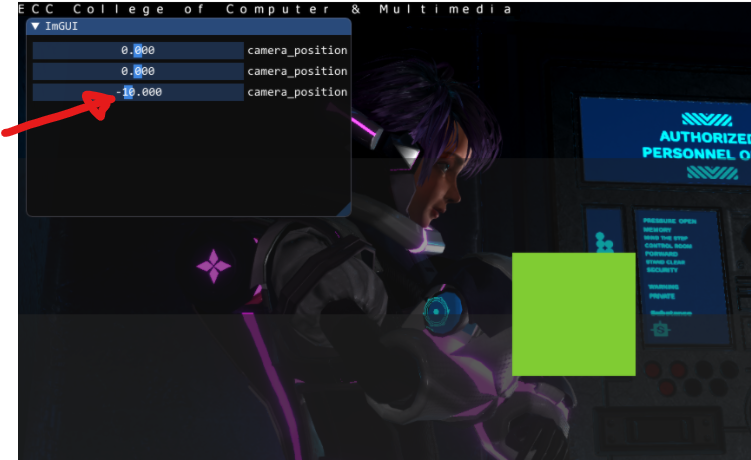 ECC College of Computer & Multimedia
▼ ImGUI
0.000 camera_position
0.000 camera_position
-10.000 camera_position
AUTHORIZED
PERSONNEL O
PRESSURE OPEN
MEMORY
MIND THE STEP
CONTROL ROOM
FORWARD
STAND CLEAR
SECURITY
WARNING
PRIVATE
Substance
S